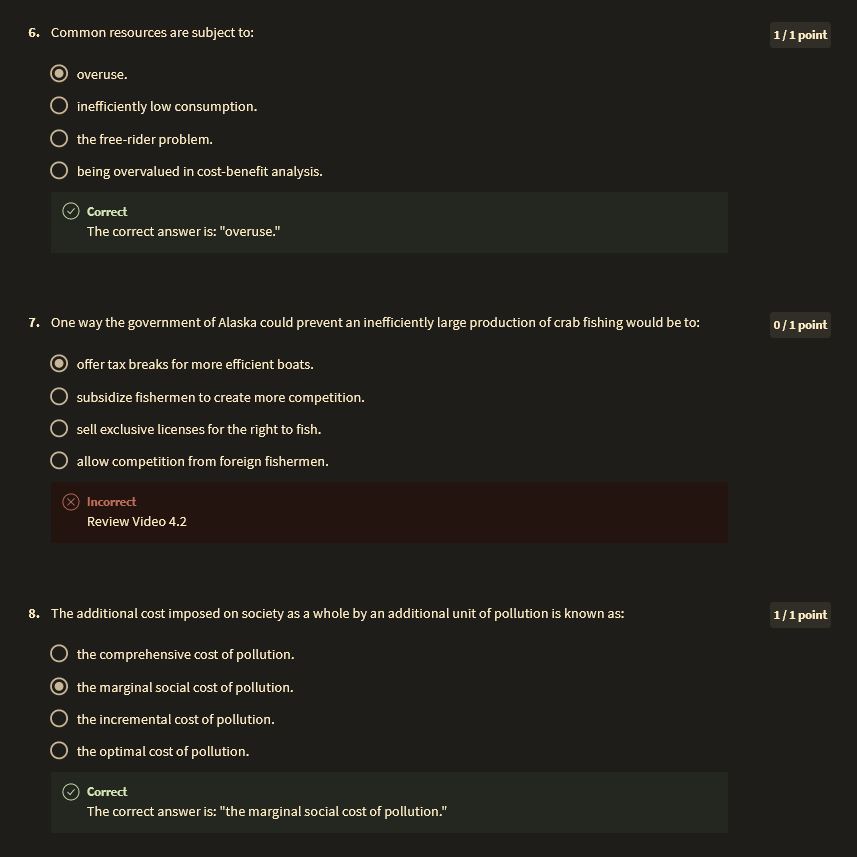 6. Common resources are subject to:
1 / 1 point
overuse.
inefficiently low consumption.
the free-rider problem.
being overvalued in cost-benefit analysis.
Correct
The correct answer is: "overuse."
7. One way the government of Alaska could prevent an inefficiently large production of crab fishing would be to:
0 / 1 point
offer tax breaks for more efficient boats.
subsidize fishermen to create more competition.
sell exclusive licenses for the right to fish.
allow competition from foreign fishermen.
Incorrect
Review Video 4.2
8. The additional cost imposed on society as a whole by an additional unit of pollution is known as:
1 / 1 point
the comprehensive cost of pollution.
the marginal social cost of pollution.
the incremental cost of pollution.
the optimal cost of pollution.
Correct
The correct answer is: "the marginal social cost of pollution."